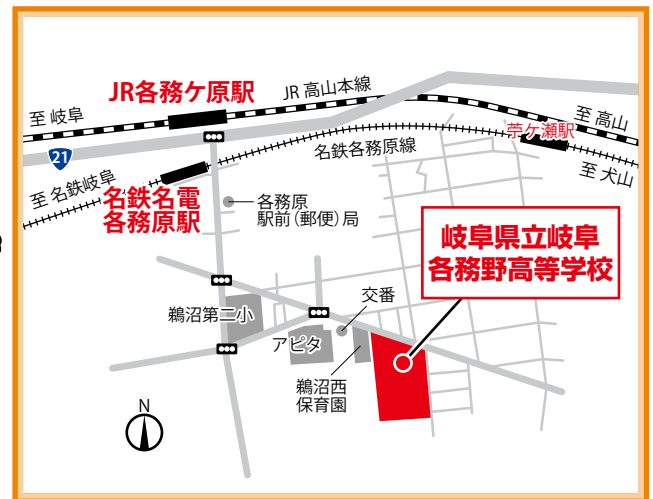 JR各務ケ原駅
JR 高山本線
至 岐阜
至 高山
苧ケ瀬駅
21
名鉄各務原線
至 犬山
至 名鉄岐阜
名鉄名電
各務原駅
各務原
駅前(郵便)局
岐阜県立岐阜
各務野高等学校
交番
鵜沼第二小
アピタ
鵜沼西
保育園
N